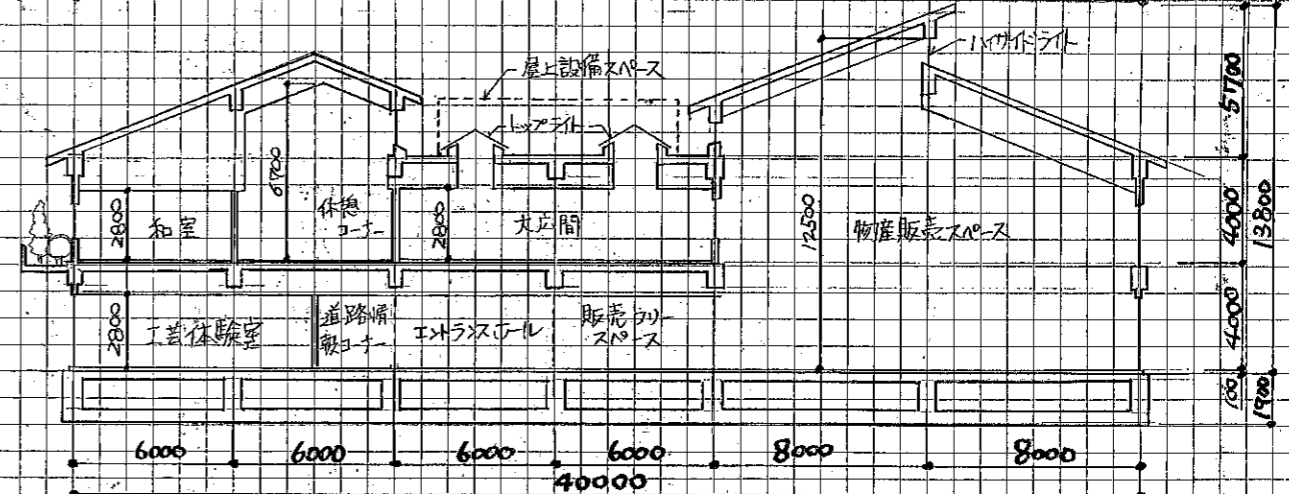 ハイサイドライト
屋上設備スペース
トップライト
5700
6700
2800
和室
休憩
コーナー
2800
大広間
12500
物産販売スペース
4000
13800
2800
工芸体験室
道路情
報コーナー
エントランスホール
販売フリー
スペース
4000
100
1900
6000
6000
6000
6000
8000
8000
40000